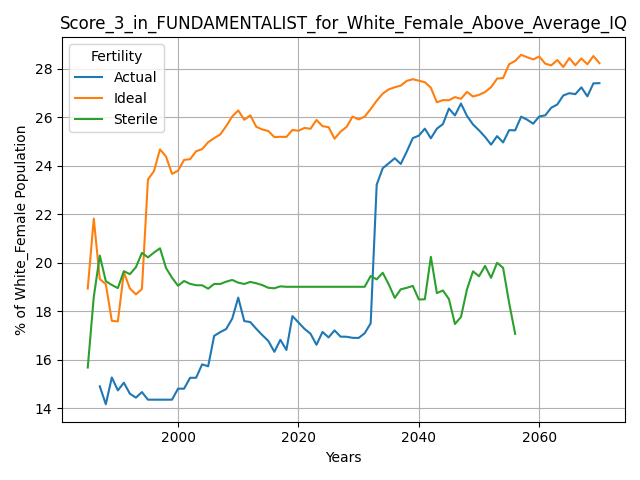 Score_3_in_FUNDAMENTALIST_for_White_Female_Above_Average_IQ
Fertility
Actual
Ideal
Sterile
% of White_Female Population
28
26
24
22
20
18
16
14
2000
2020
2040
2060
Years